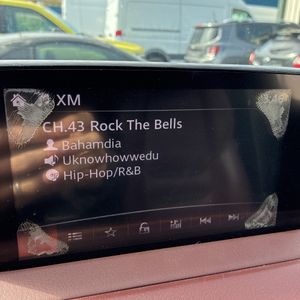 XM
CH.43 Rock The Bells
Bahamdia
Uknowhowwedu
Hip-Hop/R&B